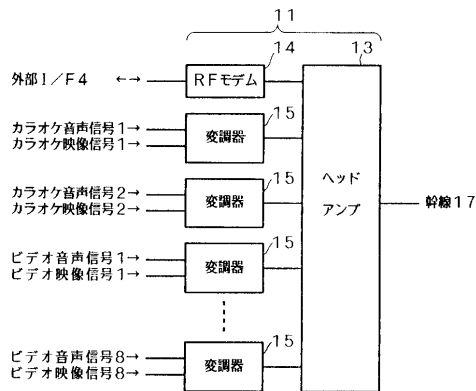 11
14
13
外部I/F4 ←→
RFモデム
15
カラオケ音声信号1→
カラオケ映像信号1→
変調器
ヘッド
アンプ
15
カラオケ音声信号2→
カラオケ映像信号2→
変調器
幹線17
15
ビデオ音声信号1→
ビデオ映像信号1→
変調器
15
ビデオ音声信号8→
ビデオ映像信号8→
変調器